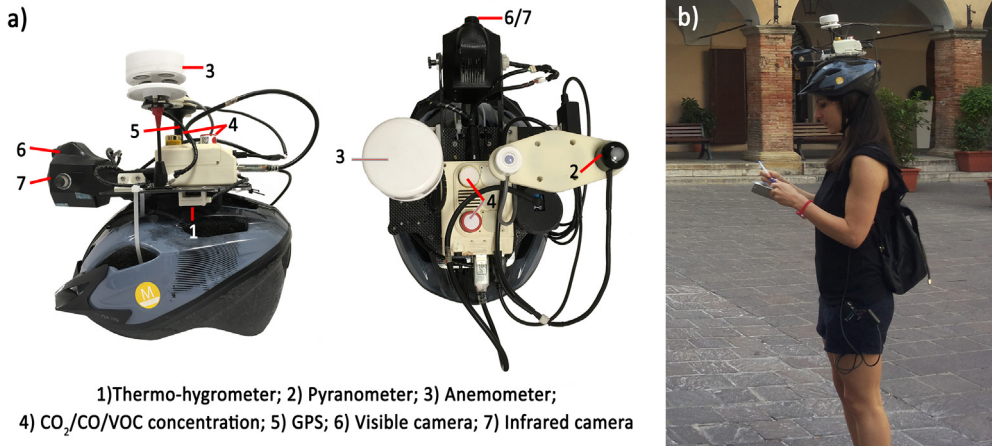 a)
6/7
b)
3
5
4
6
7
3
2
4
1
M
1)Thermo-hygrometer; 2) Pyranometer; 3) Anemometer;
4) CO₂/CO/VOC concentration; 5) GPS; 6) Visible camera; 7) Infrared camera